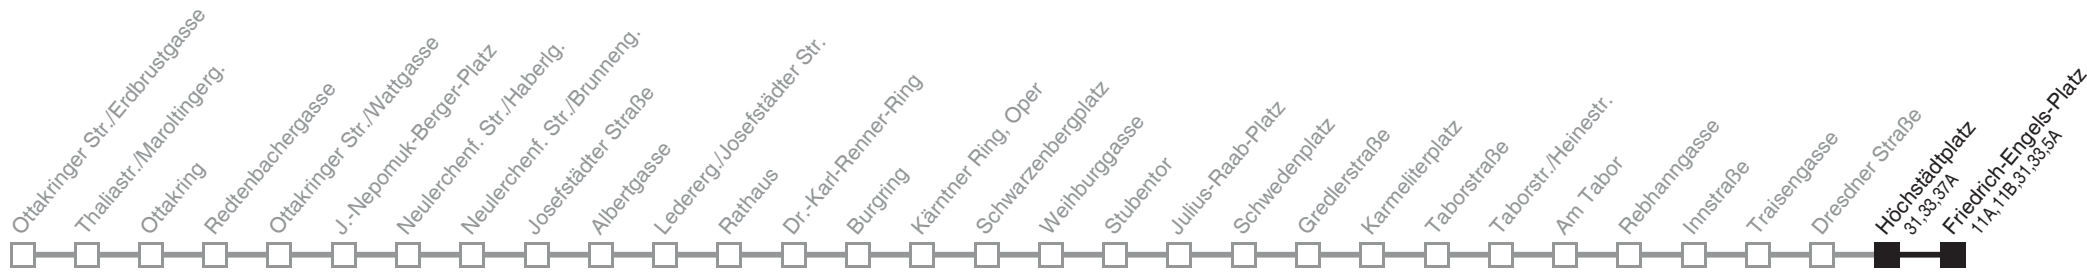 Ottakringer Str./Erdbrustgasse
Thaliastr./Maroltingerg.
Ottakring
Redtenbachergasse
Ottakringer Str./Wattgasse
J.-Nepomuk-Berger-Platz
Neulerchenf. Str./Haberlg.
Neulerchenf. Str./Brunneng.
Josefstädter Straße
Albertgasse
Ledererg./Josefstädter Str.
Rathaus
Dr.-Karl-Renner-Ring
Burgring
Kärntner Ring, Oper
Schwarzenbergplatz
Weihburggasse
Stubentor
Julius-Raab-Platz
Schwedenplatz
Gredlerstraße
Karmeliterplatz
Taborstraße
Taborstr./Heinestr.
Am Tabor
Rebhanngasse
Innstraße
Traisengasse
Dresdner Straße
Höchstädtplatz
31,33,37A
Friedrich-Engels-Platz
11A,11B,31,33,5A